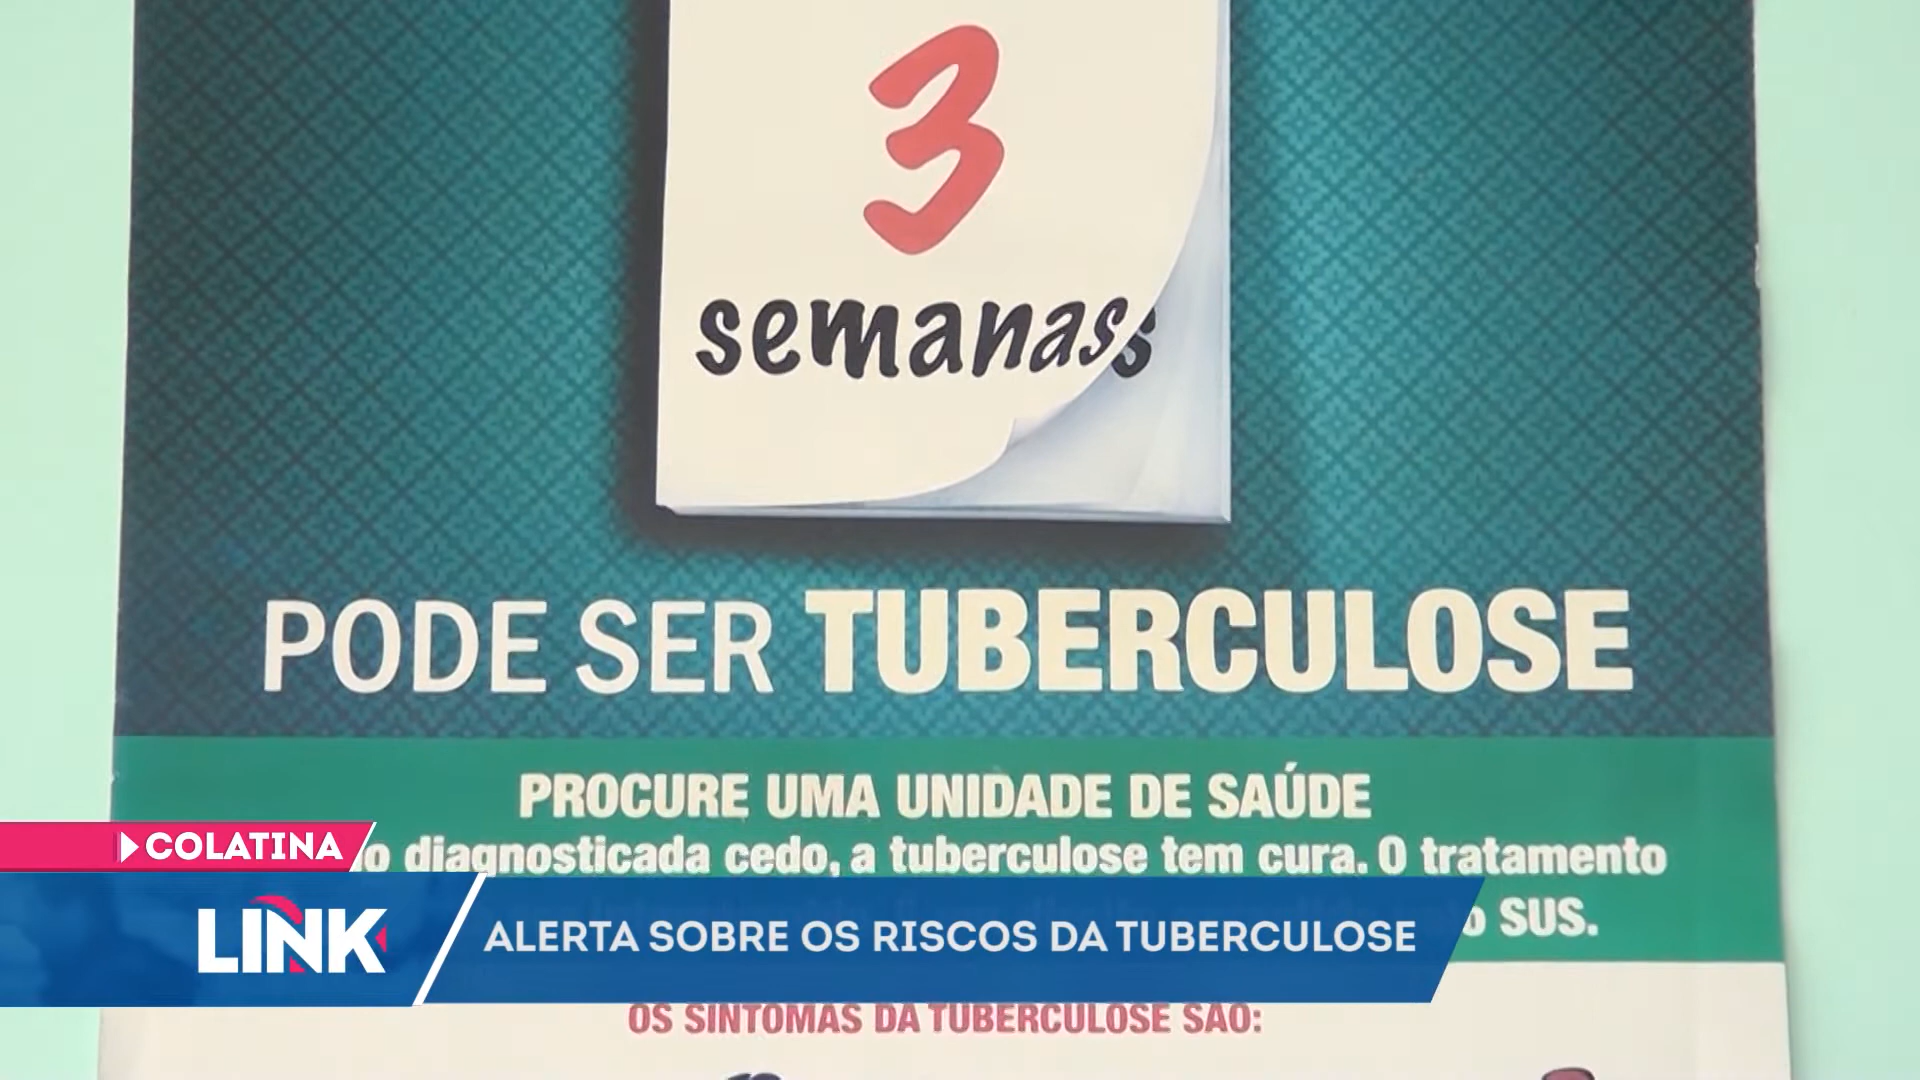 3
semanas
PODE SER TUBERCULOSE
PROCURE UMA UNIDADE DE SAÚDE
COLATINA
diagnosticada cedo, a tuberculose tem cura. O tratamento
SUS.
LINK
ALERTA SOBRE OS RISCOS DA TUBERCULOSE
OS SINTOMAS DA TUBERCULOSE SÃO: